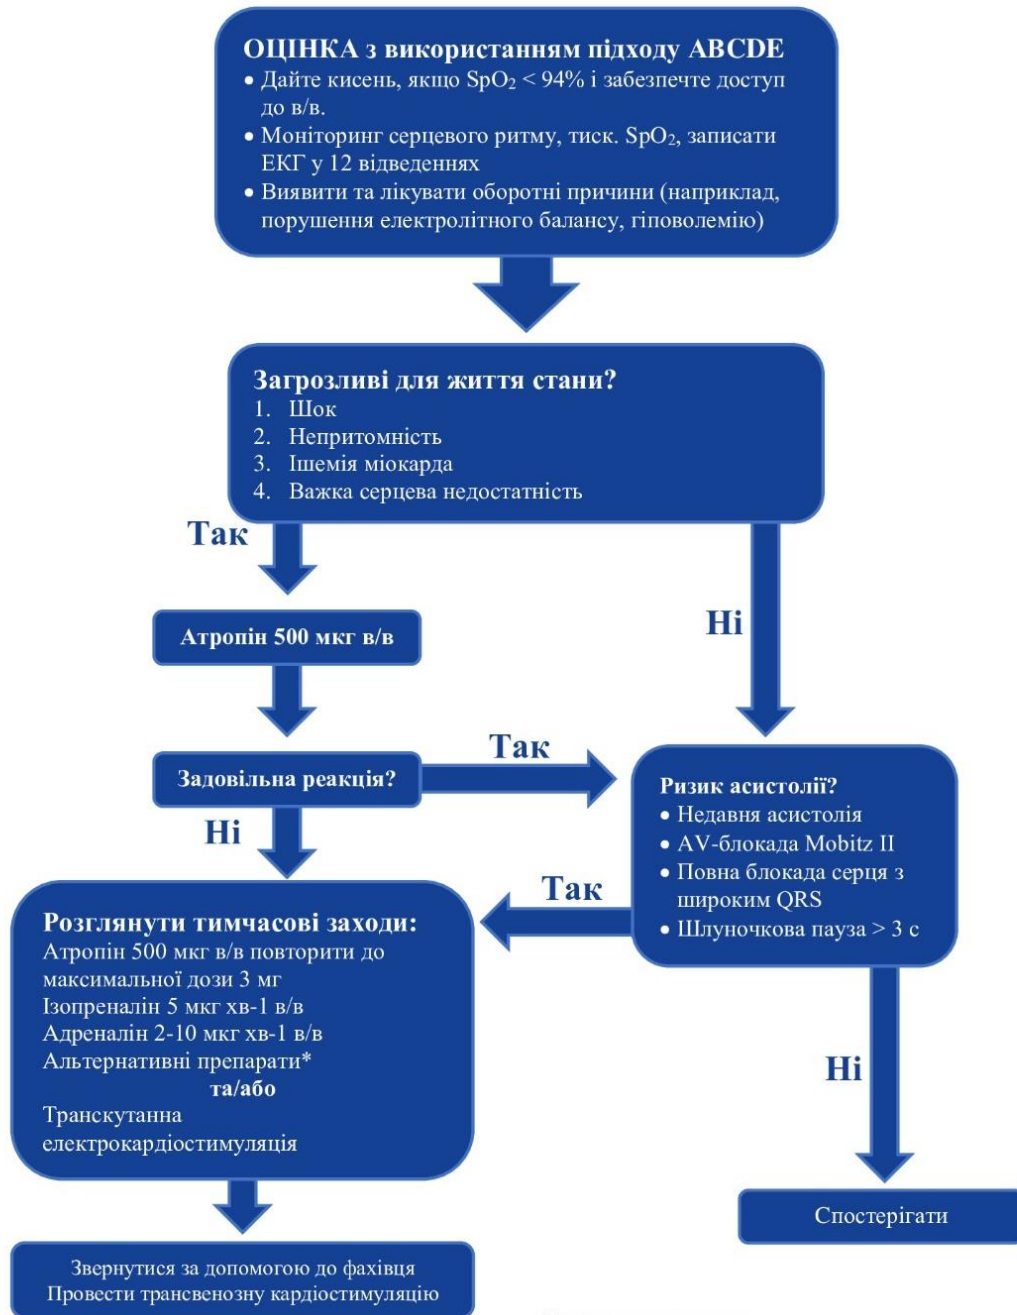 ОЦІНКА з використанням підходу ABCDE
• Дайте кисень, якщо SpO₂ < 94% і забезпечте доступ
до в/в.
• Моніторинг серцевого ритму, тиск. SpO₂, записати
ЕКГ у 12 відведеннях
• Виявити та лікувати оборотні причини (наприклад,
порушення електролітного балансу, гіповолемію)
Загрозливі для життя стани?
1. Шок
2. Непритомність
3. Ішемія міокарда
4. Важка серцева недостатність
Так
Ні
Атропін 500 мкг в/в
Задовільна реакція?
Так
Ні
Ризик асистолії?
• Недавня асистолія
• AV-блокада Mobitz II
• Повна блокада серця з
широким QRS
• Шлуночкова пауза > 3 с
Так
Ні
Розглянути тимчасові заходи:
Атропін 500 мкг в/в повторити до
максимальної дози 3 мг
Ізопреналін 5 мкг хв-1 в/в
Адреналін 2-10 мкг хв-1 в/в
Альтернативні препарати*
та/або
Транскутанна
електрокардіостимуляція
Спостерігати
Звернутися за допомогою до фахівця
Провести трансвенозну кардіостимуляцію